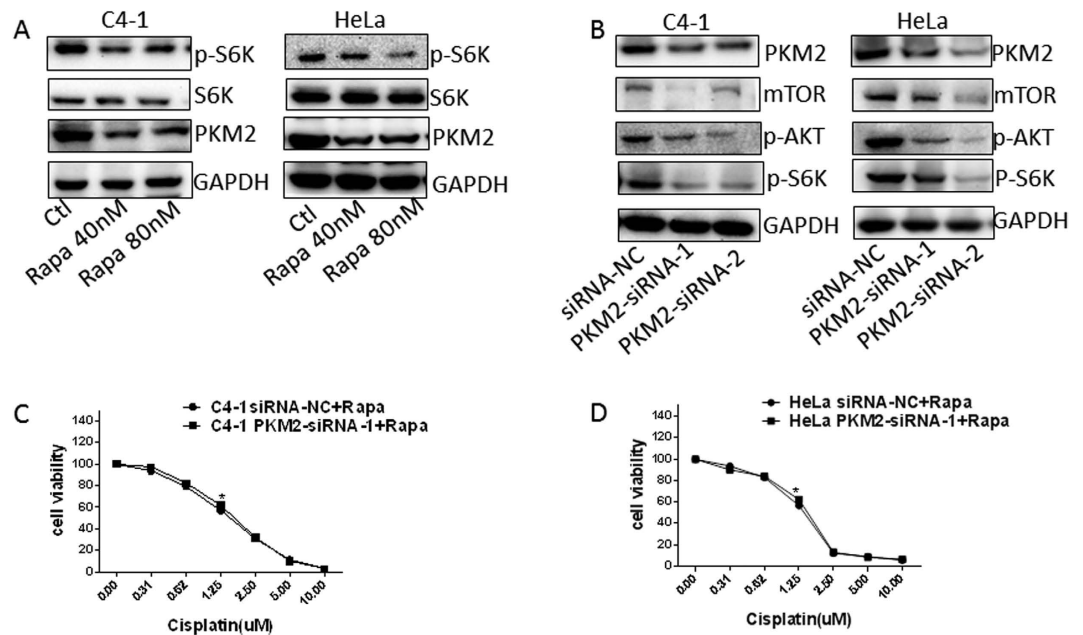 A
C4-1
HeLa
p-S6K
p-S6K
S6K
S6K
PKM2
PKM2
GAPDH
GAPDH
Ctl
Rapa 40nM
Rapa 80nM
Ctl
Rapa 40nM
Rapa 80nM
B
C4-1
HeLa
PKM2
PKM2
mTOR
mTOR
p-AKT
p-AKT
p-S6K
P-S6K
GAPDH
GAPDH
siRNA-NC
PKM2-siRNA-1
PKM2-siRNA-2
siRNA-NC
PKM2-siRNA-1
PKM2-siRNA-2
C
C4-1siRNA-NC+Rapa
C4-1 PKM2-siRNA-1+Rapa
cell viability
140
120
100
80
60
40
20
0
*
0.00
0.31
0.62
1.25
2.50
5.00
10.00
Cisplatin(uM)
D
HeLa siRNA-NC+Rapa
HeLa PKM2-siRNA-1+Rapa
cell viability
140
120
100
80
60
40
20
0
*
0.00
0.31
0.62
1.25
2.50
5.00
10.00
Cisplatin(uM)